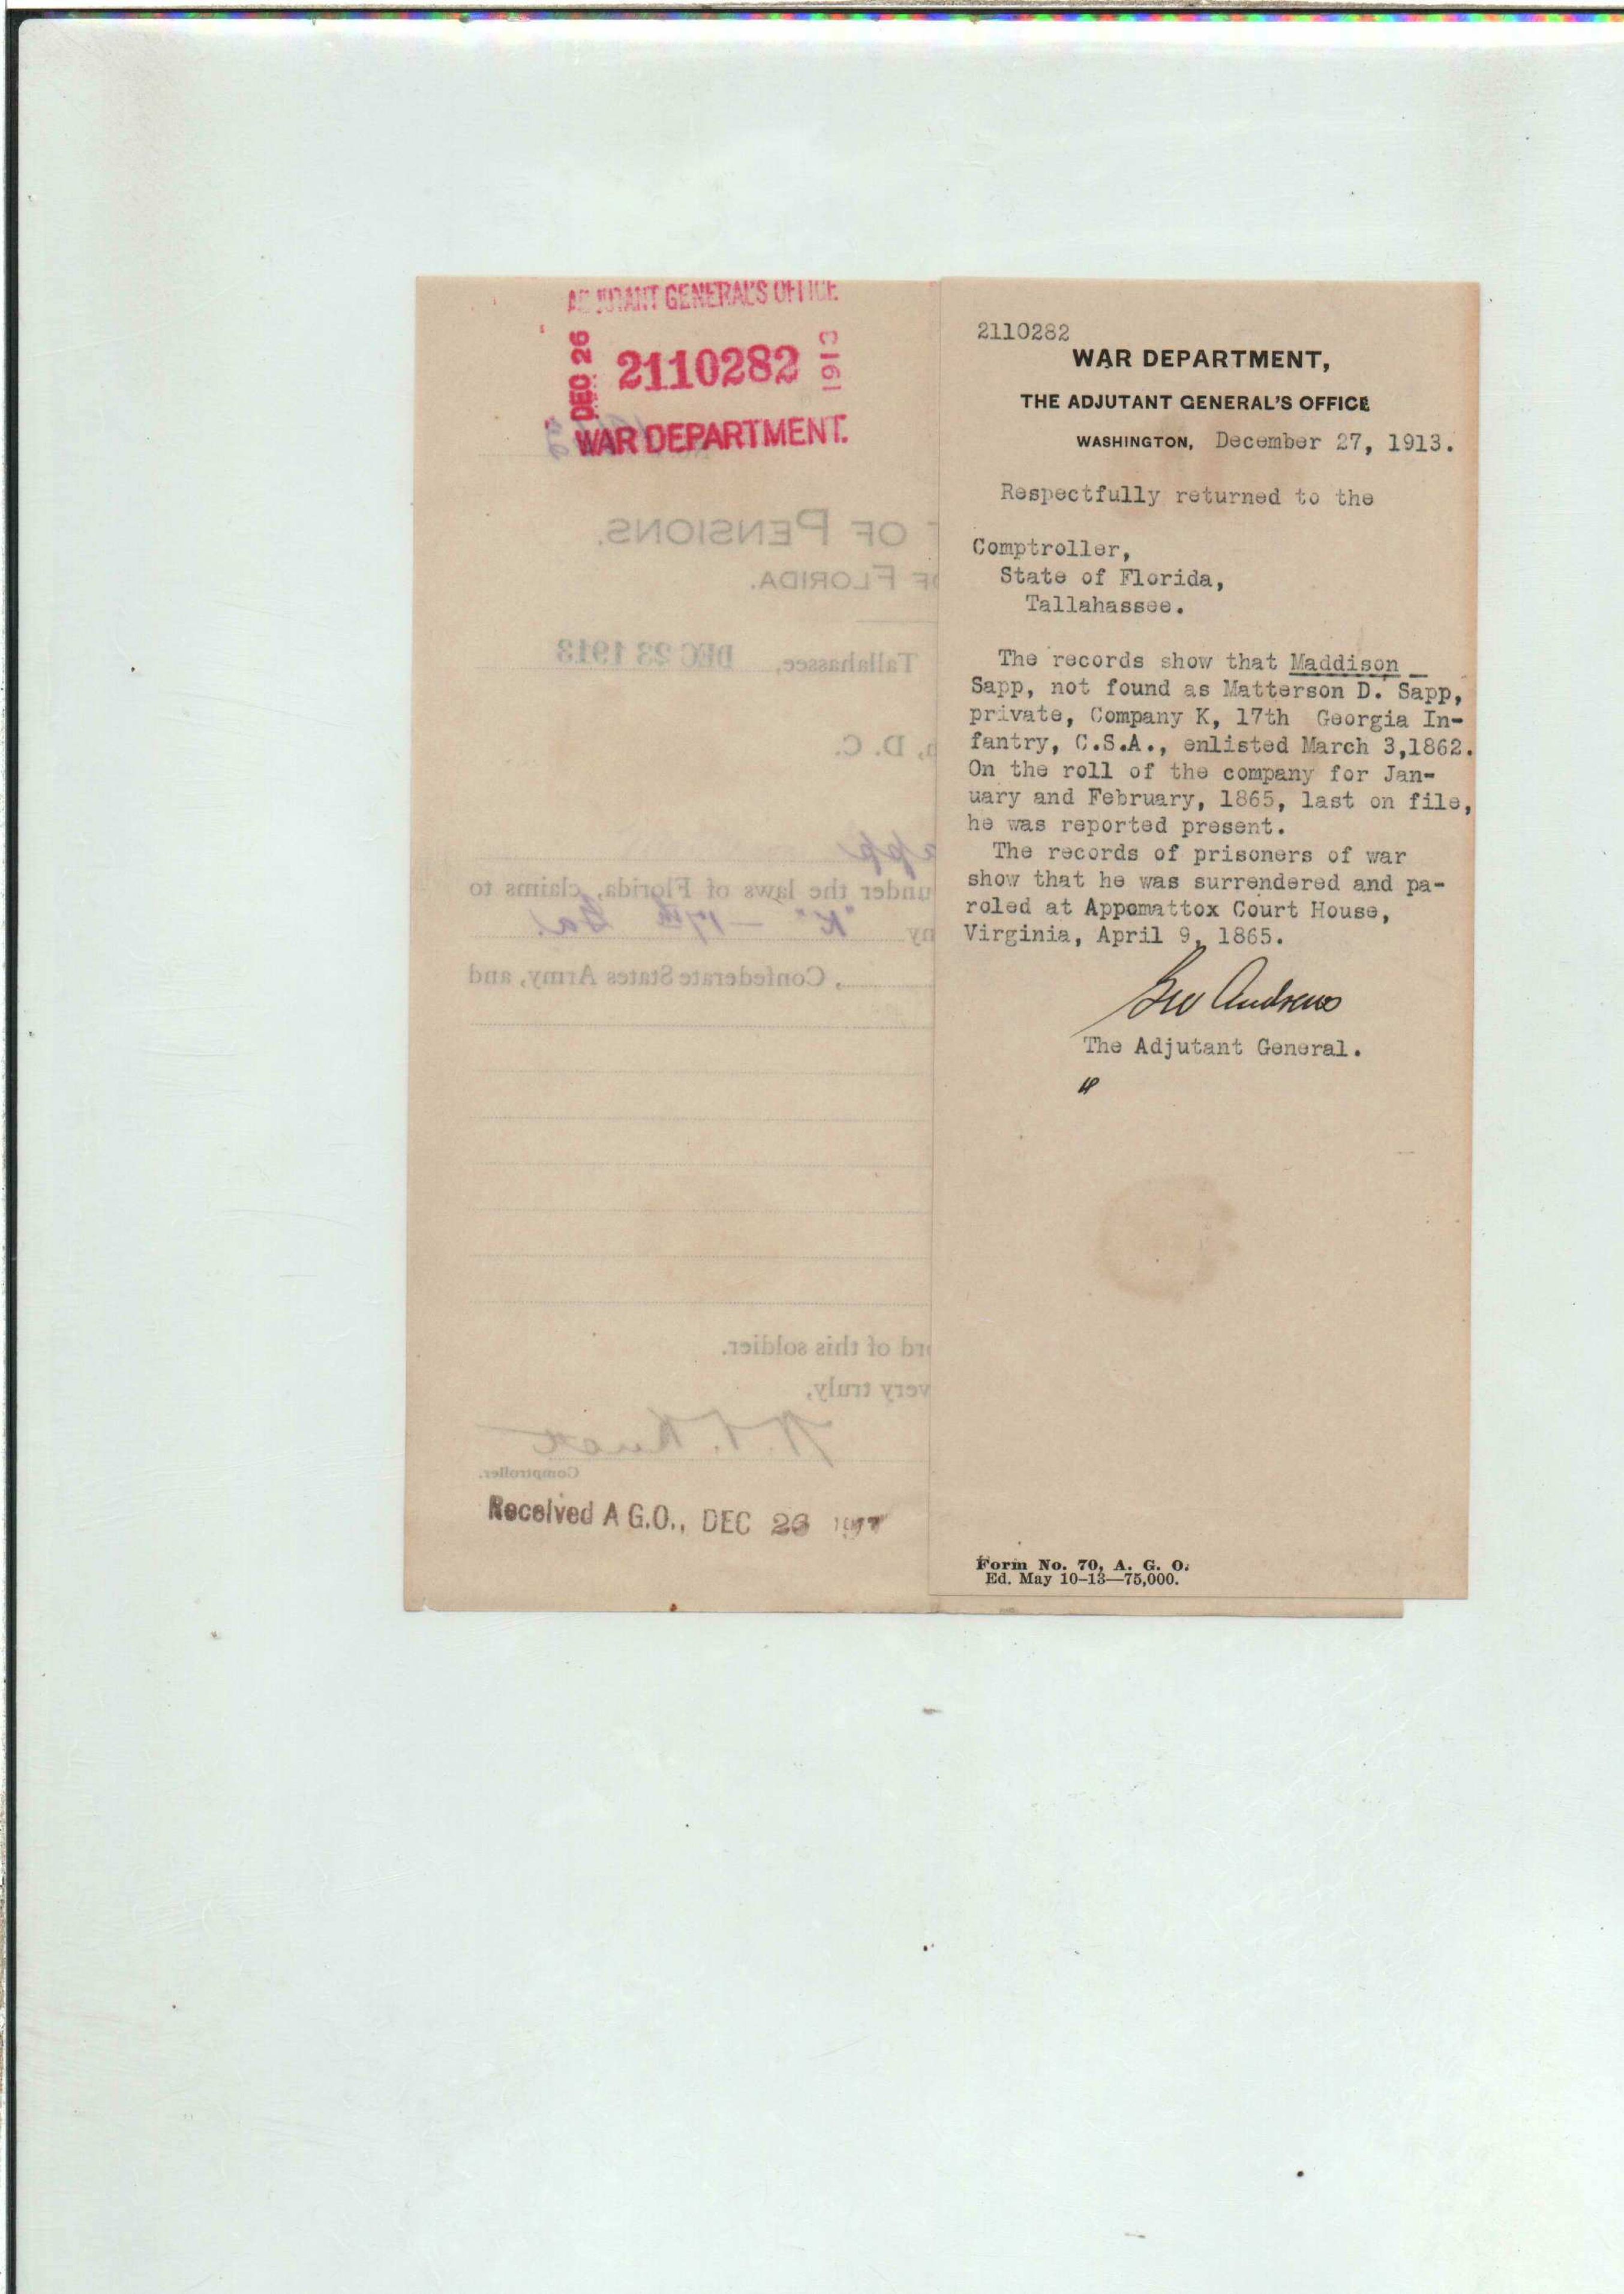 ADJUTANT GENERAL'S OFFICE
DEC 26
2110282
1913
WAR DEPARTMENT.
OF PENSIONS.
OF FLORIDA.
Tallahassee, DEC 23 1913
D. C.
under the laws of Florida, claims to
"K" - 17th Ga.
, Confederate States Army, and
of this soldier.
very truly,
Comptroller.
Received A G.O., DEC 26
2110282
WAR DEPARTMENT,
THE ADJUTANT GENERAL'S OFFICE
WASHINGTON, December 27, 1913.
Respectfully returned to the
Comptroller,
State of Florida,
Tallahassee.
The records show that Maddison
Sapp, not found as Matterson D. Sapp,
private, Company K, 17th Georgia In-
fantry, C.S.A., enlisted March 3,1862.
On the roll of the company for Jan-
uary and February, 1865, last on file,
he was reported present.
The records of prisoners of war
show that he was surrendered and pa-
roled at Appomattox Court House,
Virginia, April 9, 1865.
Geo Andrews
The Adjutant General.
Form No. 70, A. G. O.
Ed. May 10-13—75,000.